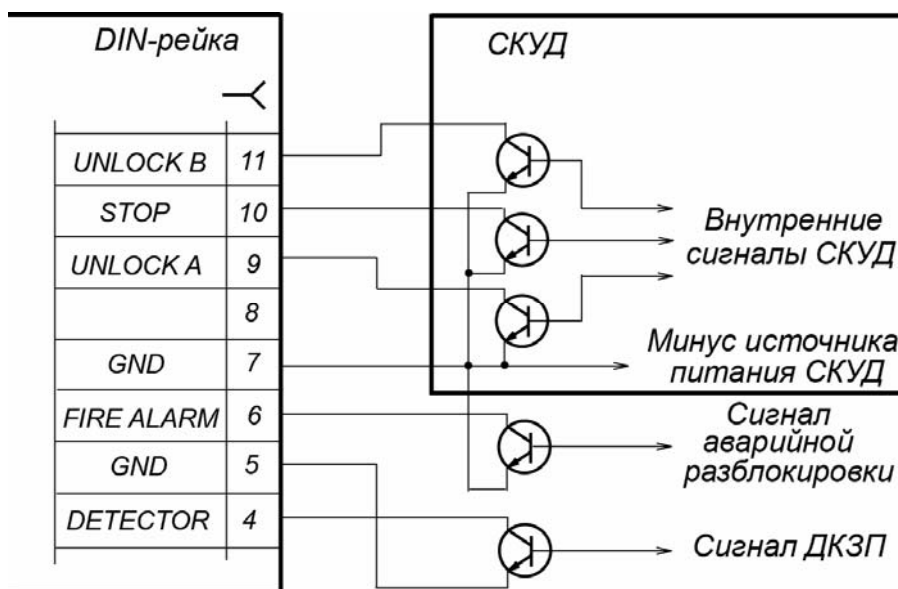 DIN-рейка
СКУД
UNLOCK B 11
STOP 10
UNLOCK A 9
8
GND 7
FIRE ALARM 6
GND 5
DETECTOR 4
Внутренние
сигналы СКУД
Минус источника
питания СКУД
Сигнал
аварийной
разблокировки
Сигнал ДКЗП